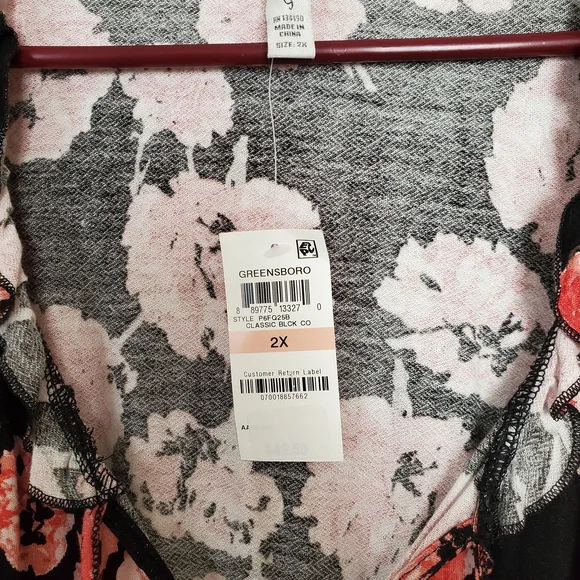 RN 134190
MADE IN
CHINA
SIZE: 2X
GREENSBORO
8 89775 13327 0
STYLE P6FQ25B
CLASSIC BLCK CO
2X
Customer Return Label
070018857662